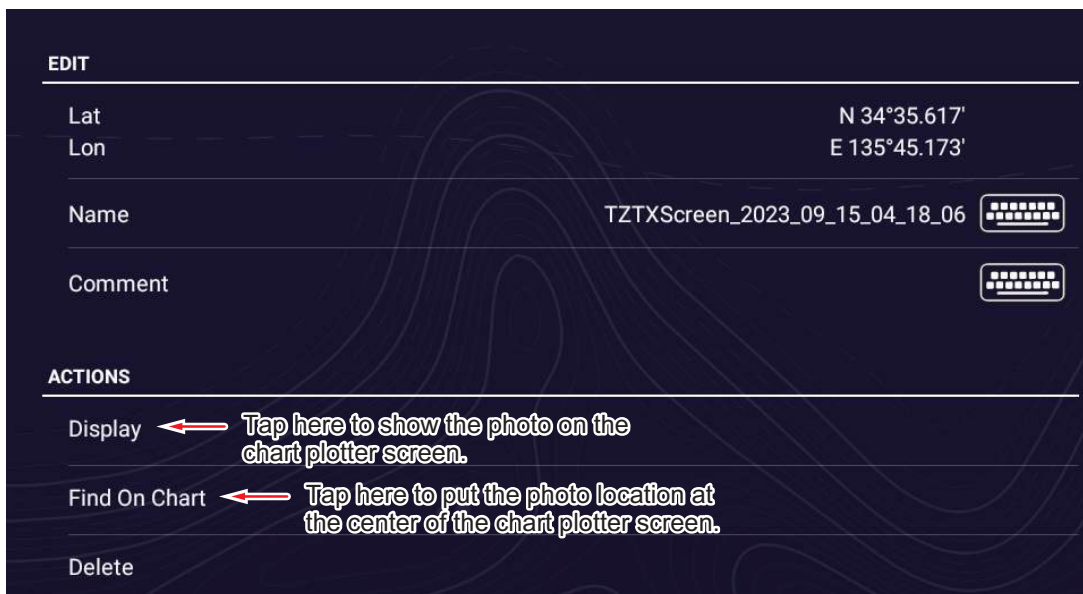 EDIT
Lat N 34°35.617'
Lon E 135°45.173'
Name TZTXScreen_2023_09_15_04_18_06
Comment
ACTIONS
Display Tap here to show the photo on the
chart plotter screen.
Find On Chart Tap here to put the photo location at
the center of the chart plotter screen.
Delete